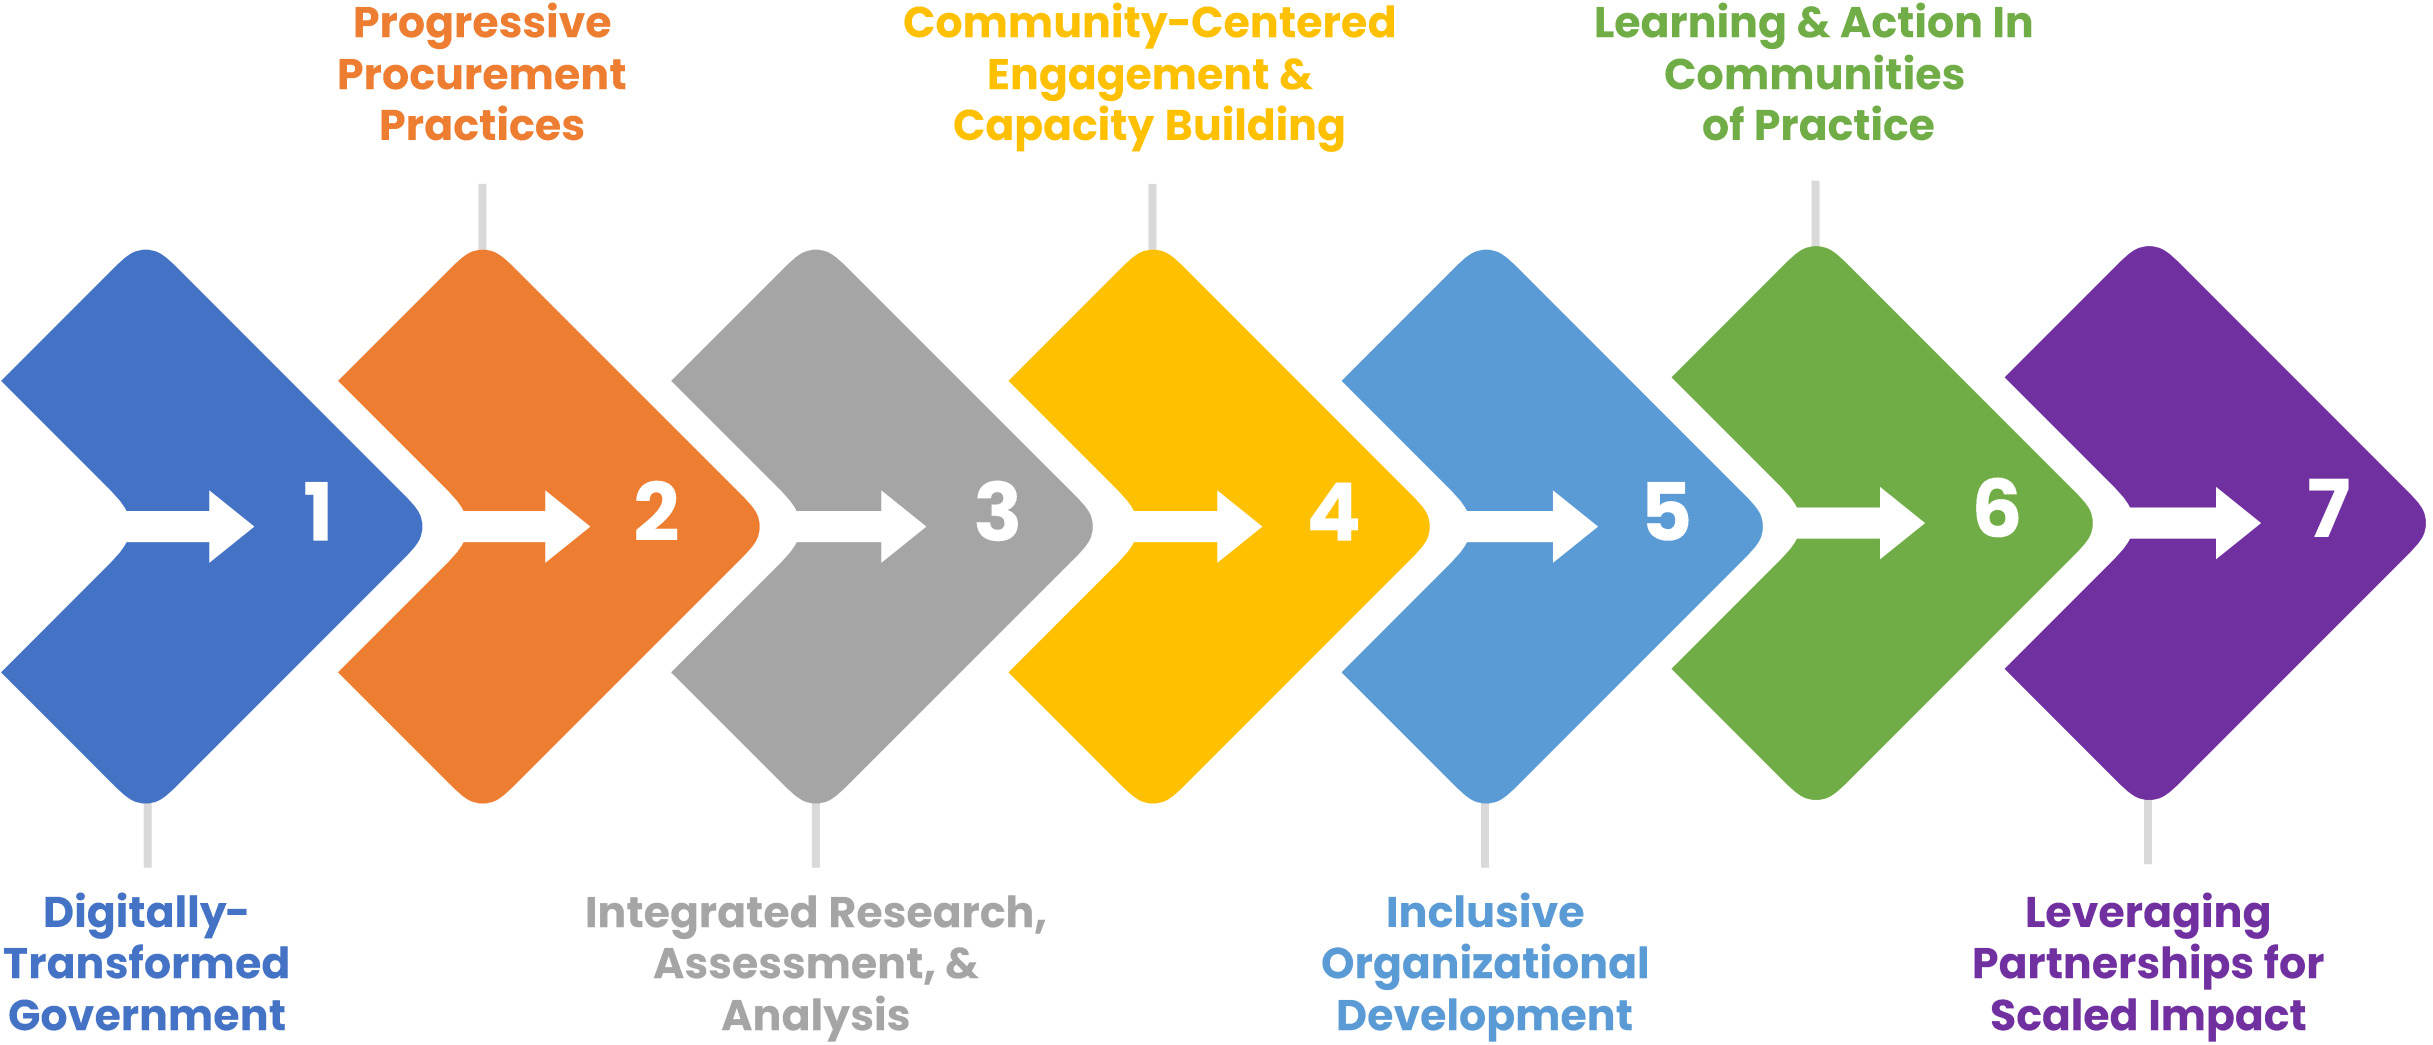 Progressive
Procurement
Practices
Community-Centered
Engagement &
Capacity Building
Learning & Action In
Communities
of Practice
1
2
3
4
5
6
7
Digitally-
Transformed
Government
Integrated Research,
Assessment, &
Analysis
Inclusive
Organizational
Development
Leveraging
Partnerships for
Scaled Impact